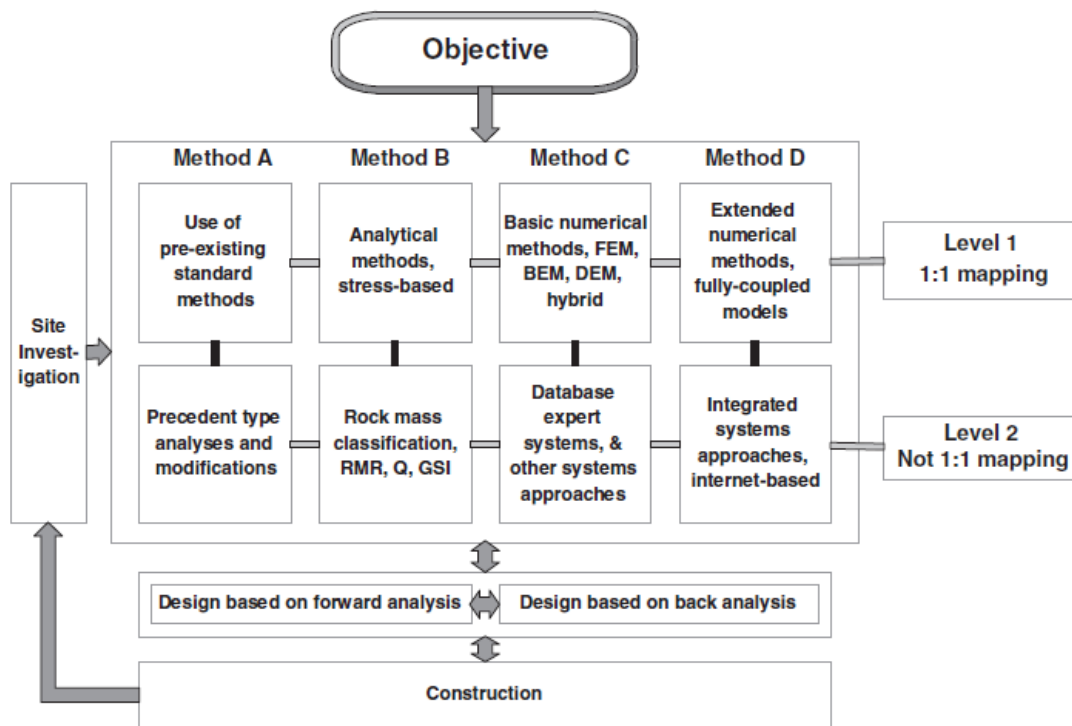 Objective
Method A
Method B
Method C
Method D
Use of
pre-existing
standard
methods
Analytical
methods,
stress-based
Basic numerical
methods, FEM,
BEM, DEM,
hybrid
Extended
numerical
methods,
fully-coupled
models
Level 1
1:1 mapping
Site
Invest-
igation
Precedent type
analyses and
modifications
Rock mass
classification,
RMR, Q, GSI
Database
expert
systems, &
other systems
approaches
Integrated
systems
approaches,
internet-based
Level 2
Not 1:1 mapping
Design based on forward analysis
Design based on back analysis
Construction